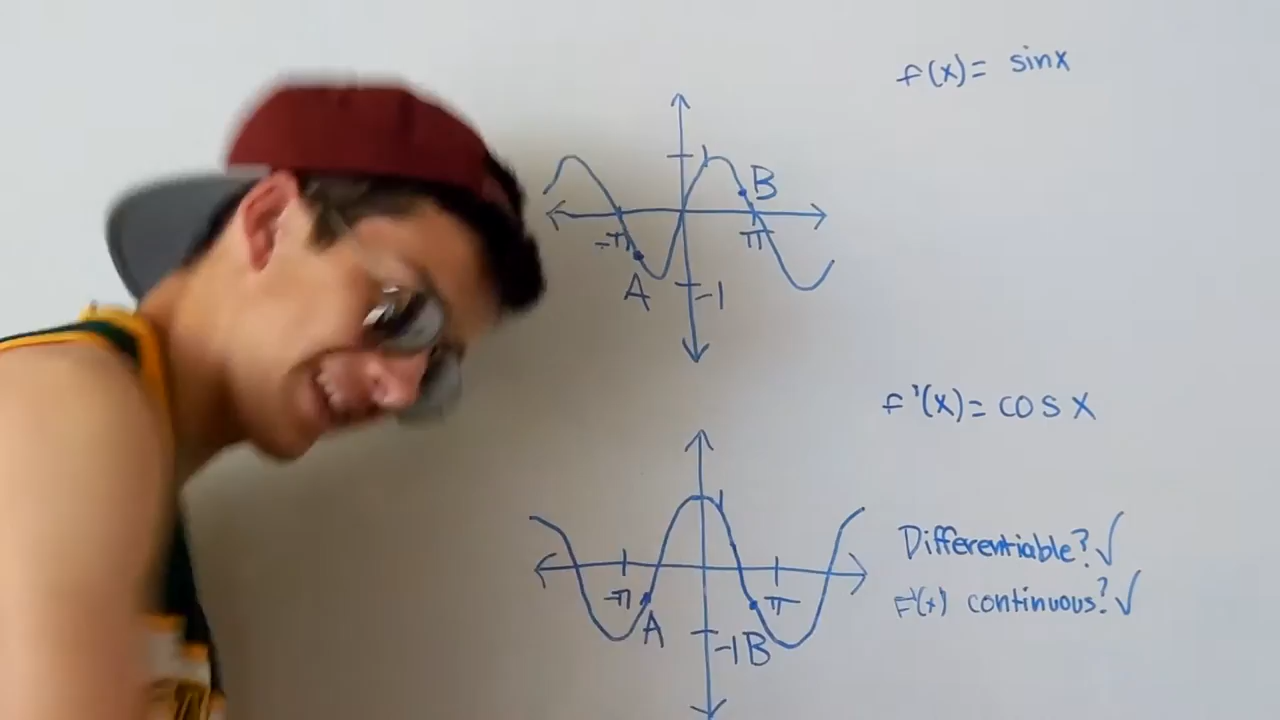 f(x)= sinx
1
B
-π
π
A
-1
f'(x)= cos x
1
Differentiable? ✓
-π
π
f'(x) continuous? ✓
A
-1
B